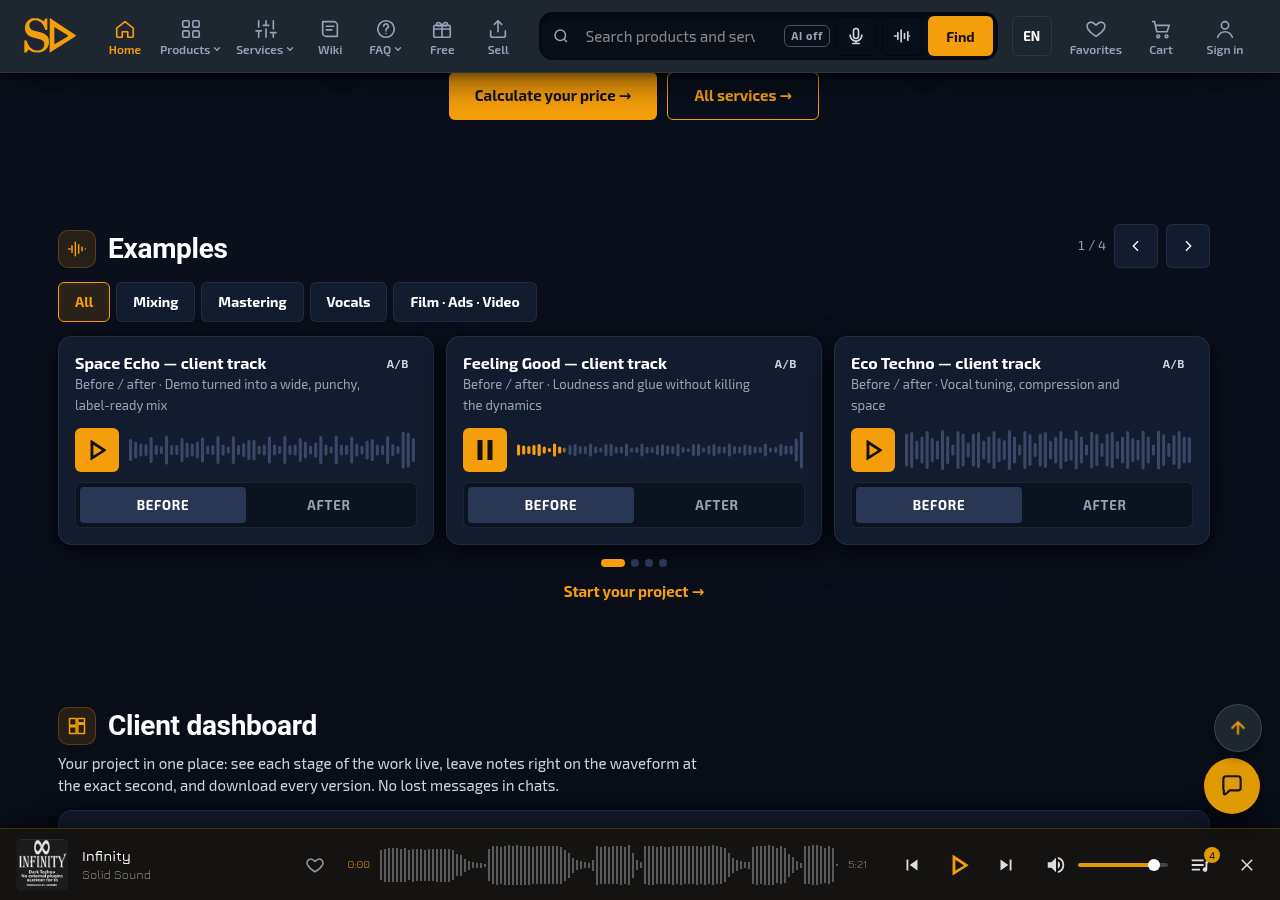 Home
Products
Services
Wiki
FAQ
Free
Sell
Search products and serv
AI off
Find
EN
Favorites
Cart
Sign in
Calculate your price →
All services →
Examples
1 / 4
All
Mixing
Mastering
Vocals
Film · Ads · Video
Space Echo — client track
A/B
Before / after · Demo turned into a wide, punchy,
label-ready mix
BEFORE
AFTER
Feeling Good — client track
A/B
Before / after · Loudness and glue without killing
the dynamics
BEFORE
AFTER
Eco Techno — client track
A/B
Before / after · Vocal tuning, compression and
space
BEFORE
AFTER
Start your project →
Client dashboard
Your project in one place: see each stage of the work live, leave notes right on the waveform at
the exact second, and download every version. No lost messages in chats.
INFINITY
Infinity
Solid Sound
0:00
5:21
4